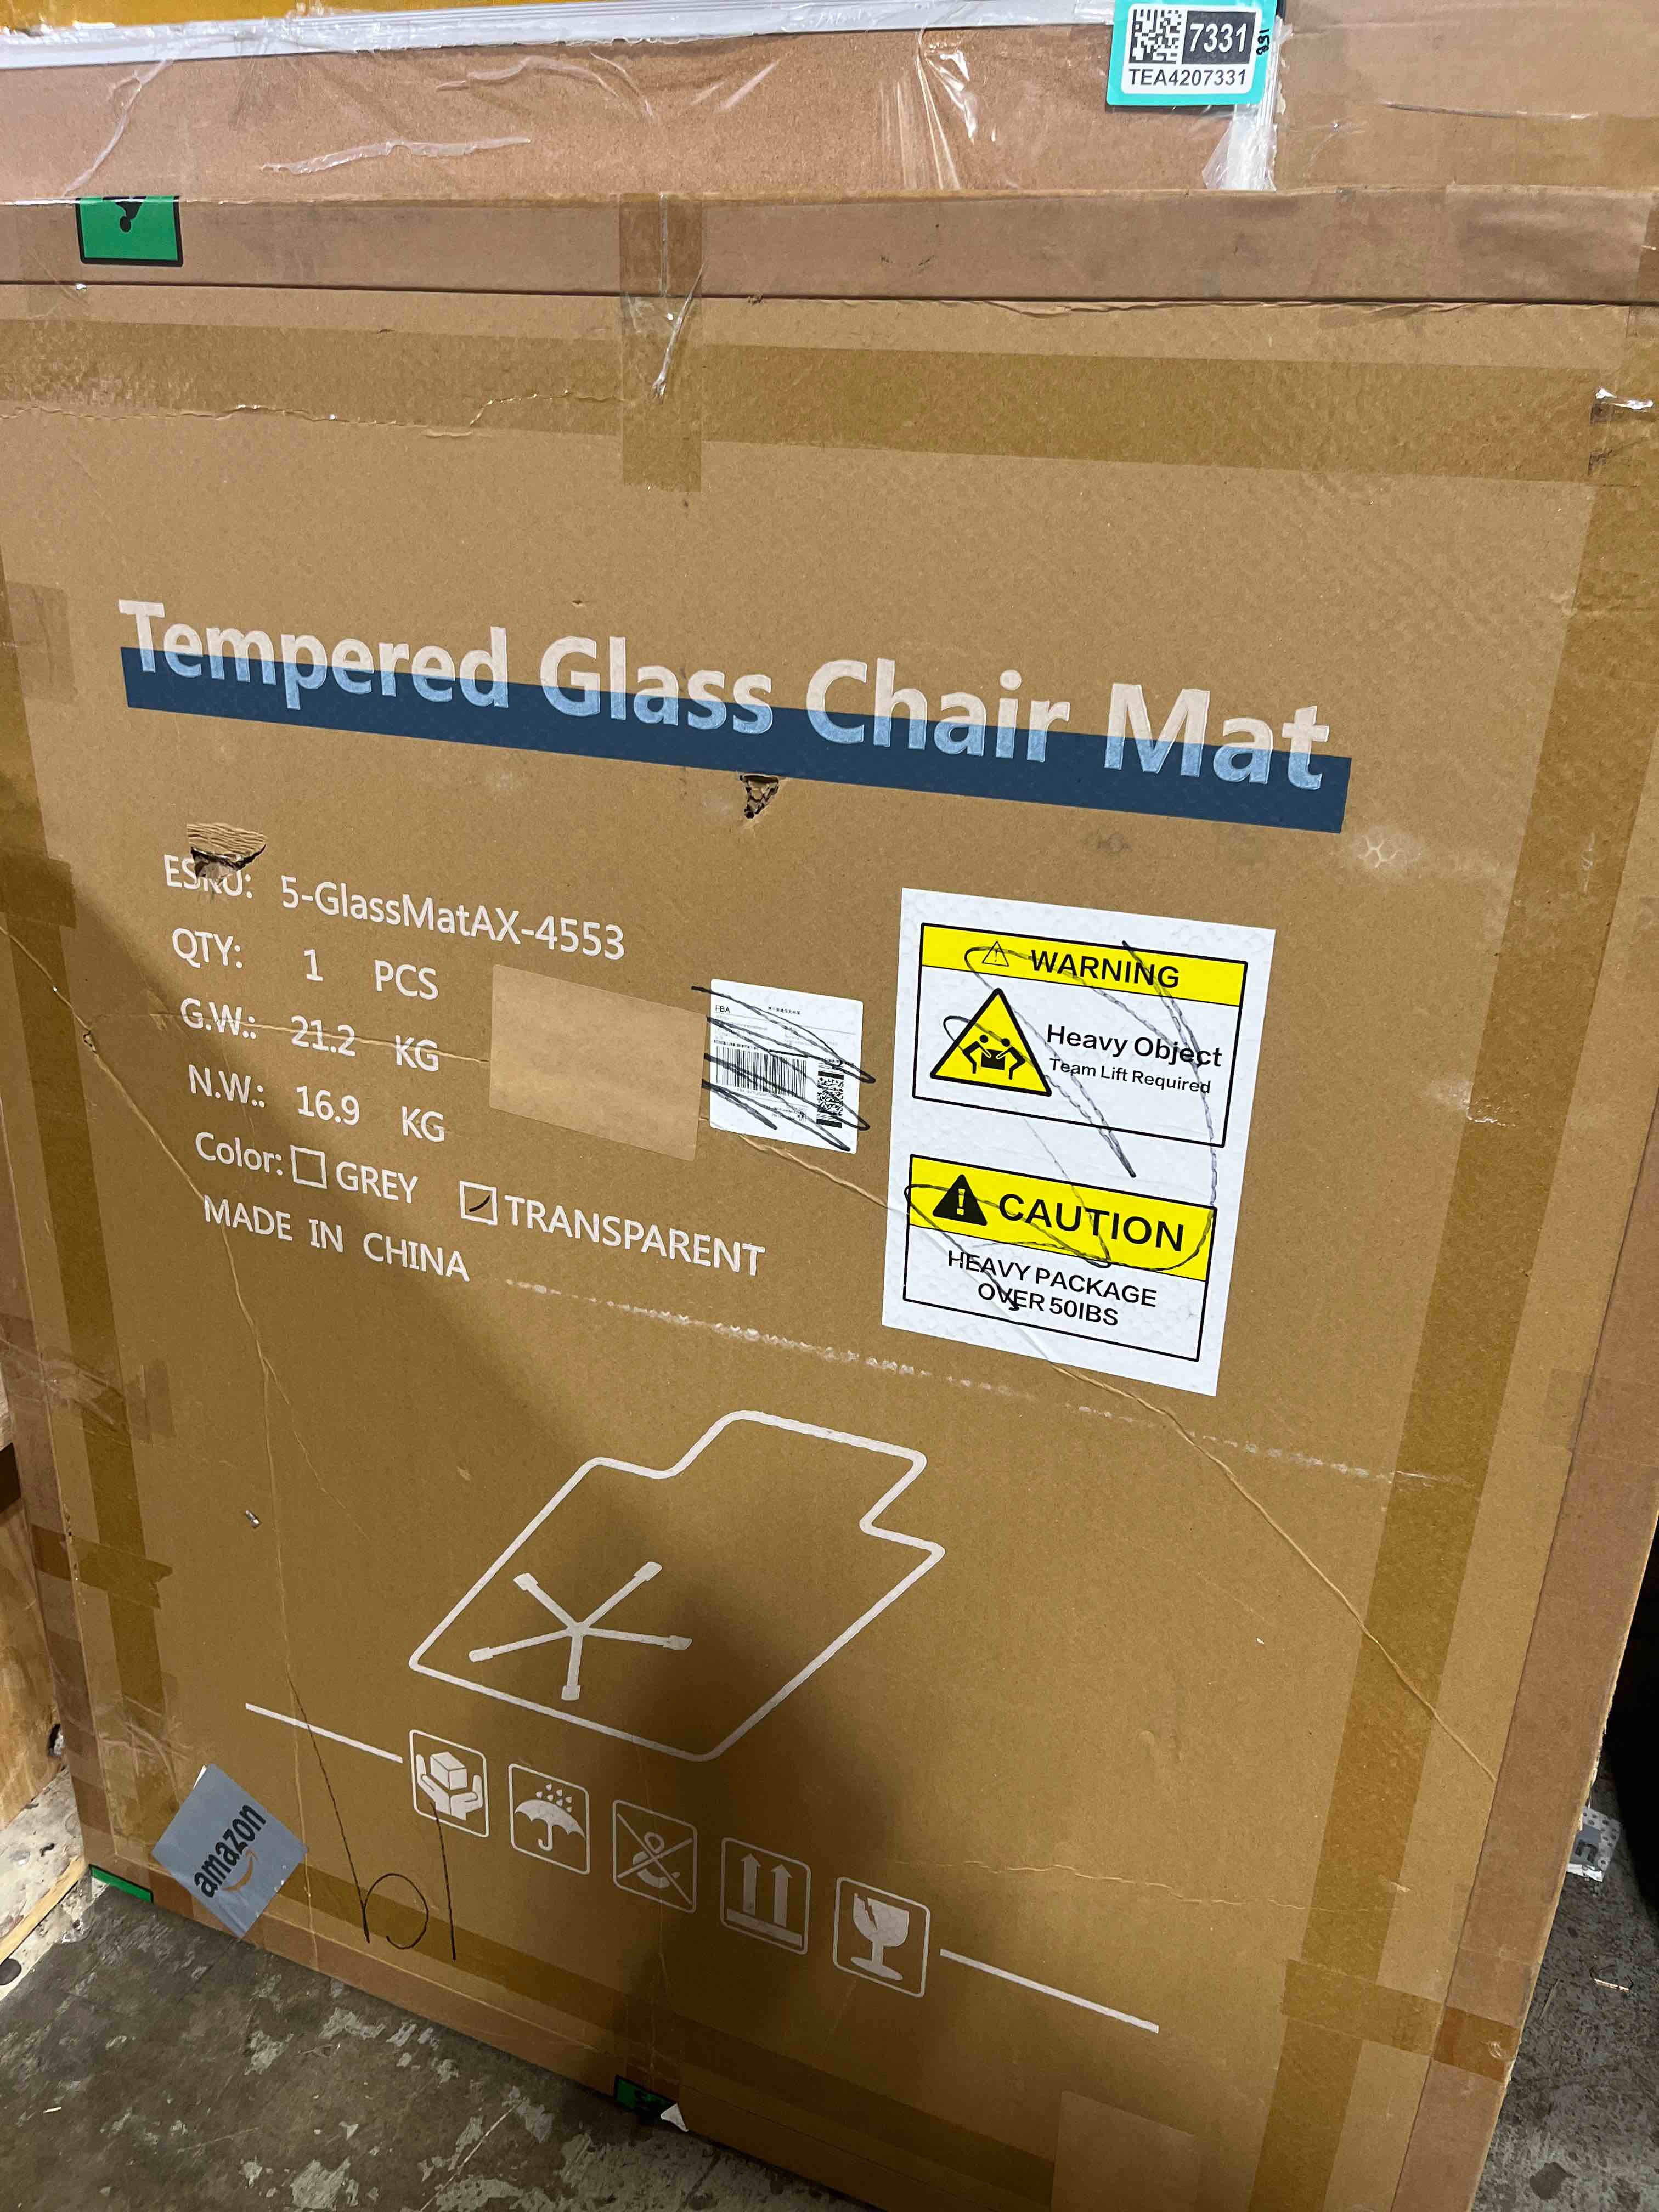 7331
TEA4207331
Tempered Glass Chair Mat
ESKU: 5-GlassMatAX-4553
QTY: 1 PCS
G.W.: 21.2 KG
N.W.: 16.9 KG
Color: GREY TRANSPARENT
MADE IN CHINA
FBA
WARNING
Heavy Object
Team Lift Required
CAUTION
HEAVY PACKAGE
OVER 50IBS
amazon